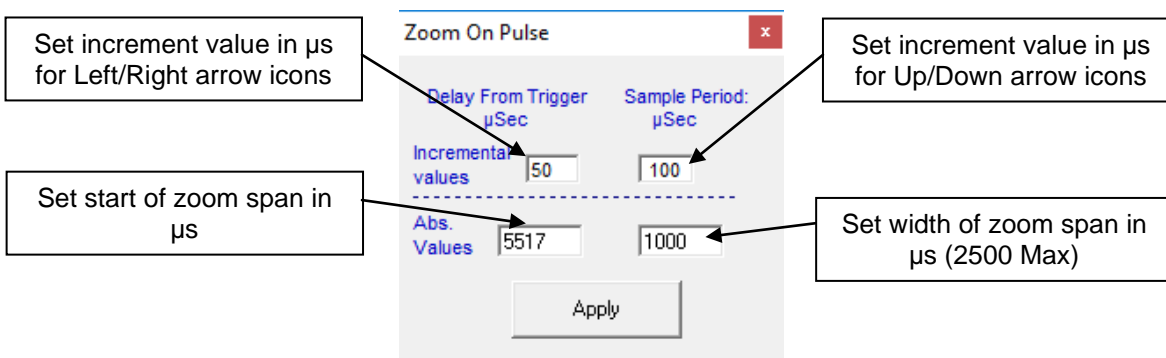 Set increment value in µs
for Left/Right arrow icons
Zoom On Pulse
x
Set increment value in µs
for Up/Down arrow icons
Delay From Trigger
µSec
Sample Period:
µSec
Incremental
values
50
100
Set start of zoom span in
µs
Abs.
Values
5517
1000
Set width of zoom span in
µs (2500 Max)
Apply